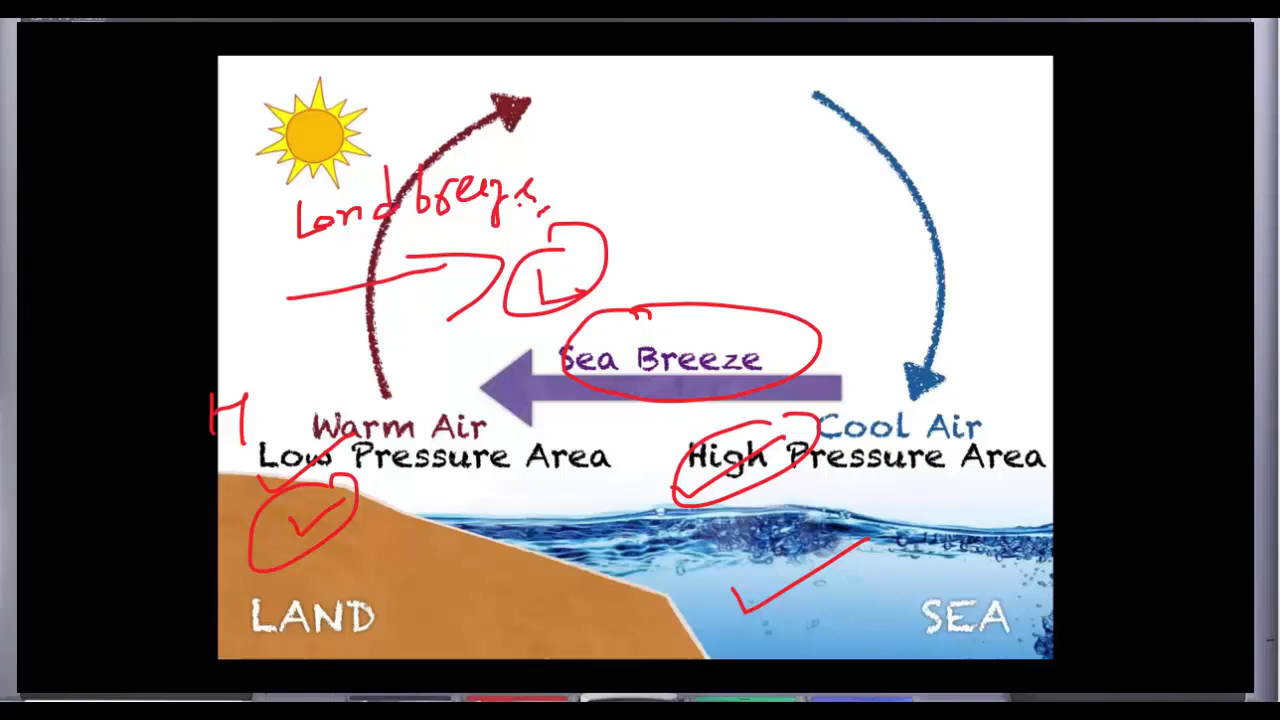 Land breeze
Sea Breeze
H
Warm Air
Cool Air
Low Pressure Area
High Pressure Area
LAND
SEA